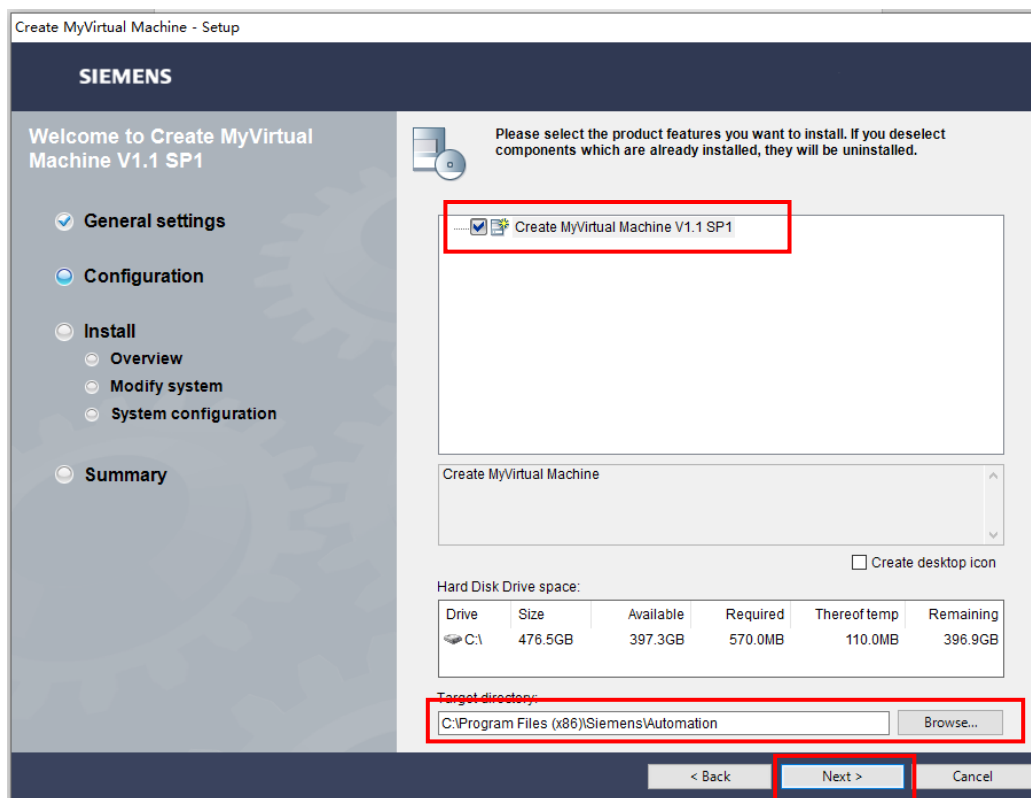 Create MyVirtual Machine - Setup
SIEMENS
Welcome to Create MyVirtual
Machine V1.1 SP1
General settings
Configuration
Install
Overview
Modify system
System configuration
Summary
Please select the product features you want to install. If you deselect
components which are already installed, they will be uninstalled.
Create MyVirtual Machine V1.1 SP1
Create MyVirtual Machine
Create desktop icon
Hard Disk Drive space:
Drive Size Available Required Thereof temp Remaining
C:\ 476.5GB 397.3GB 570.0MB 110.0MB 396.9GB
Target directory:
C:\Program Files (x86)\Siemens\Automation Browse...
< Back Next > Cancel